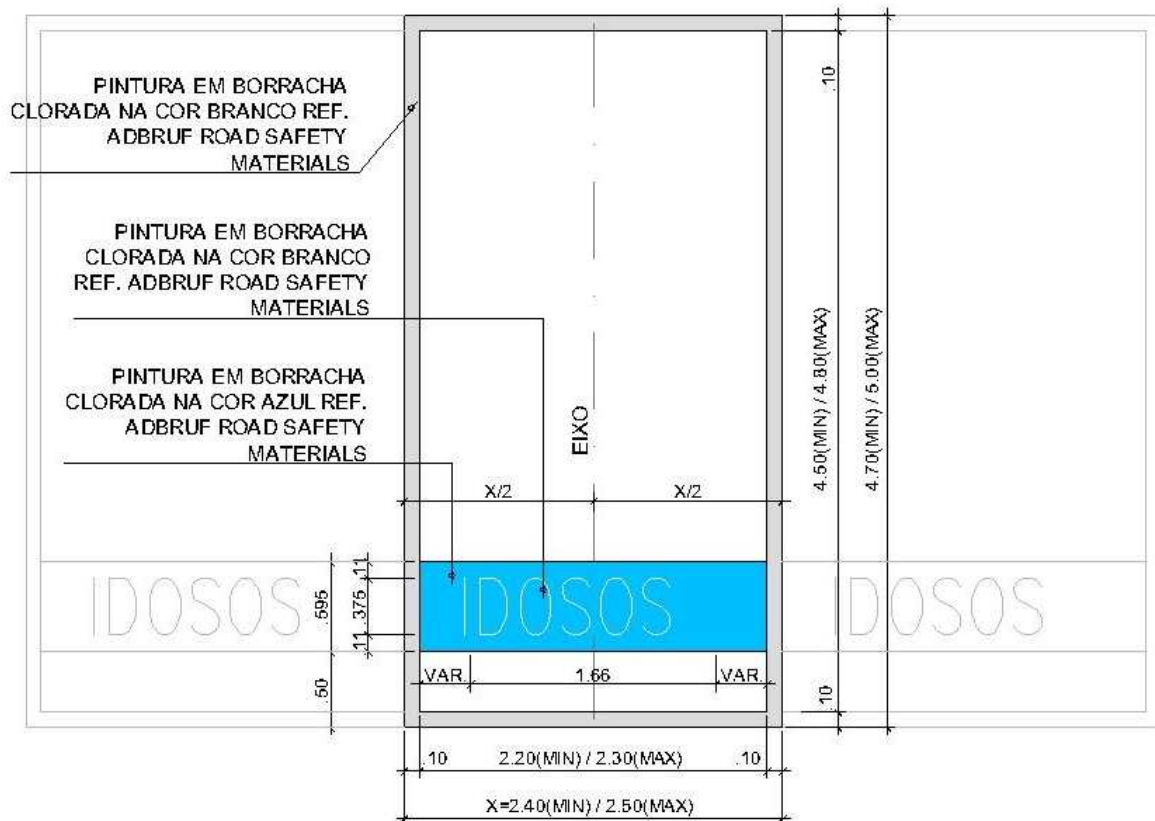 PINTURA EM BORRACHA
CLORADA NA COR BRANCO REF.
ADBRUF ROAD SAFETY
MATERIALS
PINTURA EM BORRACHA
CLORADA NA COR BRANCO
REF. ADBRUF ROAD SAFETY
MATERIALS
PINTURA EM BORRACHA
CLORADA NA COR AZUL REF.
ADBRUF ROAD SAFETY
MATERIALS
EIXO
X/2
X/2
.10
4.50(MIN) / 4.80(MAX)
4.70(MIN) / 5.00(MAX)
.10
IDOSOS
.595
.11
.375
.11
.50
IDOSOS
IDOSOS
VAR.
1.66
VAR.
.10
2.20(MIN) / 2.30(MAX)
.10
X=2.40(MIN) / 2.50(MAX)